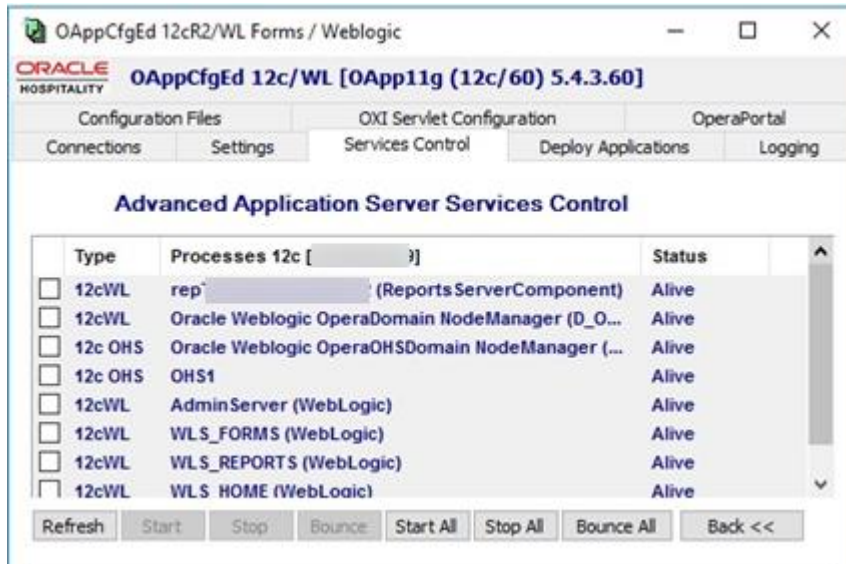 OAppCfgEd 12cR2/WL Forms / Weblogic
ORACLE
HOSPITALITY
OAppCfgEd 12c/WL [OApp11g (12c/60) 5.4.3.60]
Configuration Files OXI Servlet Configuration OperaPortal
Connections Settings Services Control Deploy Applications Logging
Advanced Application Server Services Control
Type Processes 12c [ 9] Status
12cWL rep (ReportsServerComponent) Alive
12cWL Oracle Weblogic OperaDomain NodeManager (D_O... Alive
12c OHS Oracle Weblogic OperaOHSDomain NodeManager (... Alive
12c OHS OHS1 Alive
12cWL AdminServer (WebLogic) Alive
12cWL WLS_FORMS (WebLogic) Alive
12cWL WLS_REPORTS (WebLogic) Alive
12cWL WLS_HOME (WebLogic) Alive
Refresh Start Stop Bounce Start All Stop All Bounce All Back <<